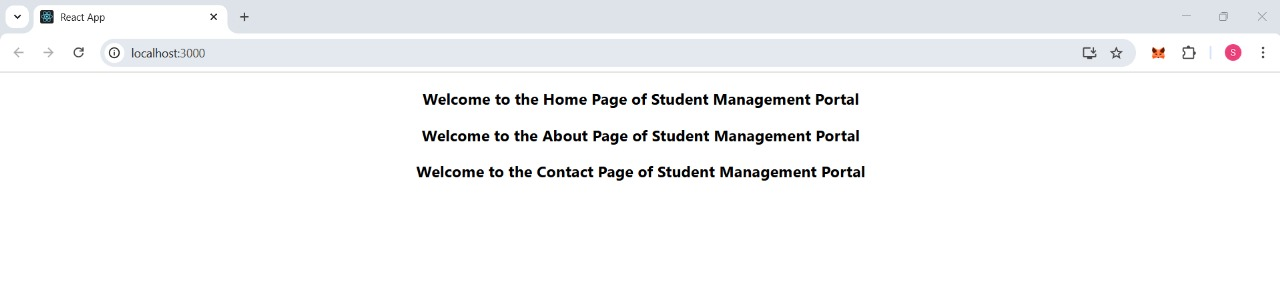 React App
localhost:3000
S
Welcome to the Home Page of Student Management Portal
Welcome to the About Page of Student Management Portal
Welcome to the Contact Page of Student Management Portal